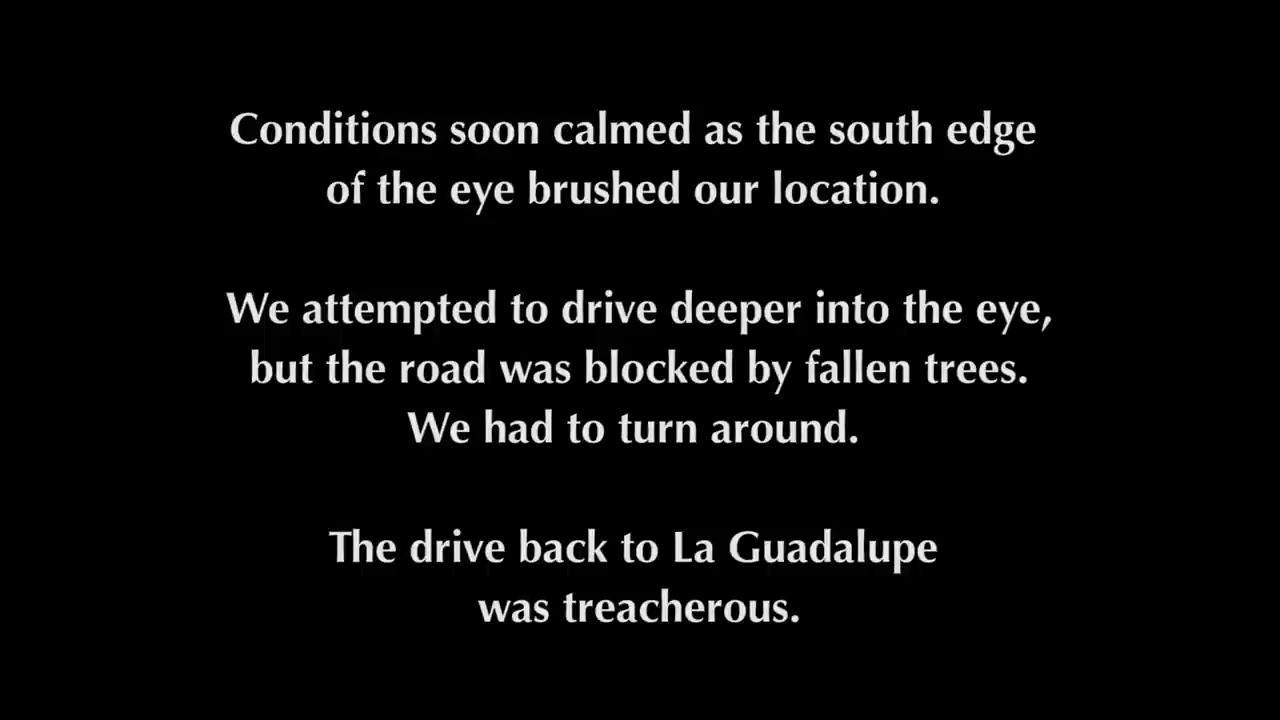 Conditions soon calmed as the south edge
of the eye brushed our location.
We attempted to drive deeper into the eye,
but the road was blocked by fallen trees.
We had to turn around.
The drive back to La Guadalupe
was treacherous.